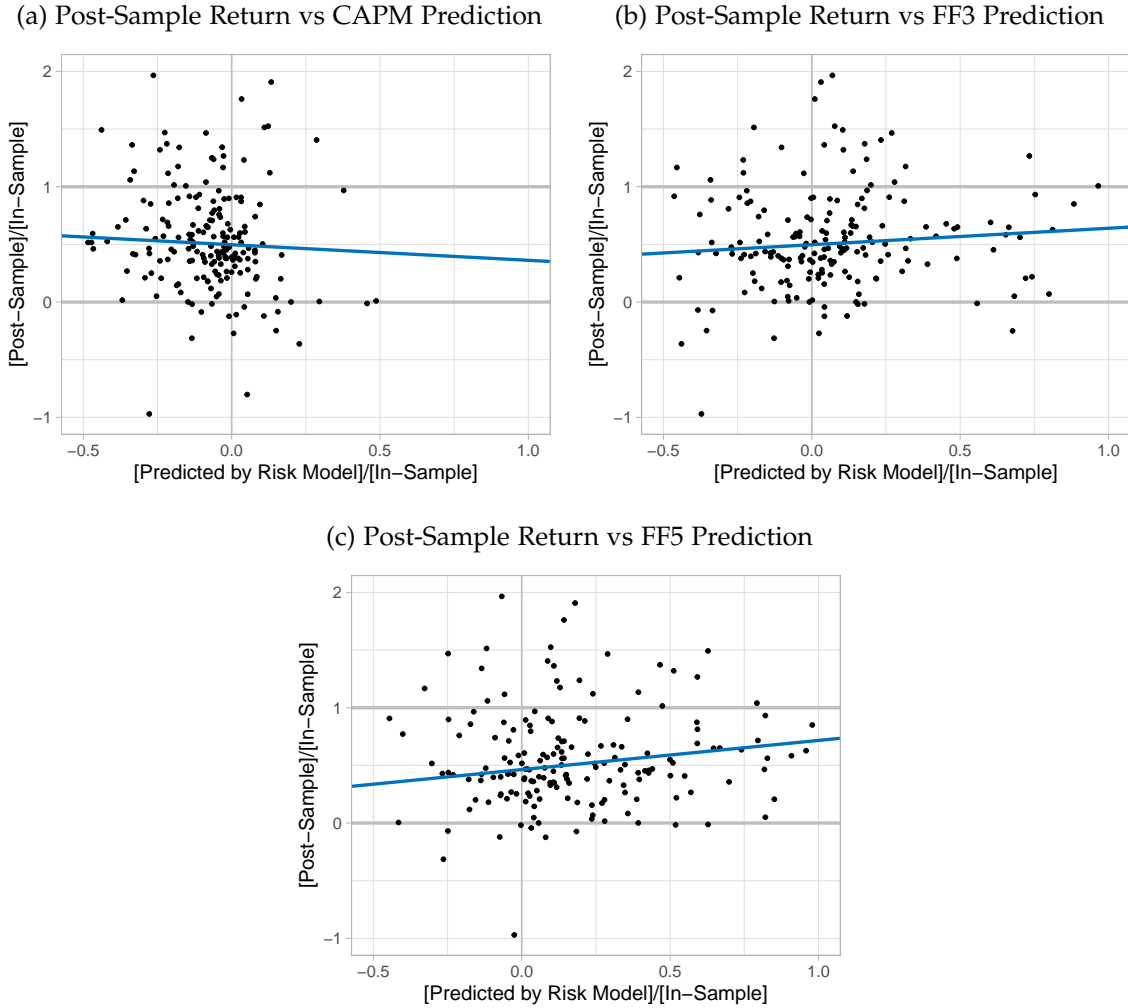 (a) Post-Sample Return vs CAPM Prediction
[Post−Sample]/[In−Sample]
2
1
0
−1
−0.5 0.0 0.5 1.0
[Predicted by Risk Model]/[In−Sample]
(b) Post-Sample Return vs FF3 Prediction
[Post−Sample]/[In−Sample]
2
1
0
−1
−0.5 0.0 0.5 1.0
[Predicted by Risk Model]/[In−Sample]
(c) Post-Sample Return vs FF5 Prediction
[Post−Sample]/[In−Sample]
2
1
0
−1
−0.5 0.0 0.5 1.0
[Predicted by Risk Model]/[In−Sample]